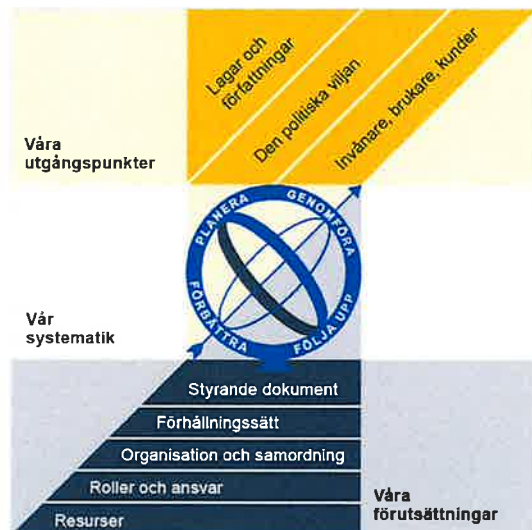 Lagar och
författningar
Den politiska viljan
Invånare, brukare, kunder
Våra
utgångspunkter
PLANERA
GENOMFÖRA
FÖRBÄTTRA
FÖLJA UPP
Vår
systematik
Styrande dokument
Förhållningssätt
Organisation och samordning
Roller och ansvar
Resurser
Våra
förutsättningar